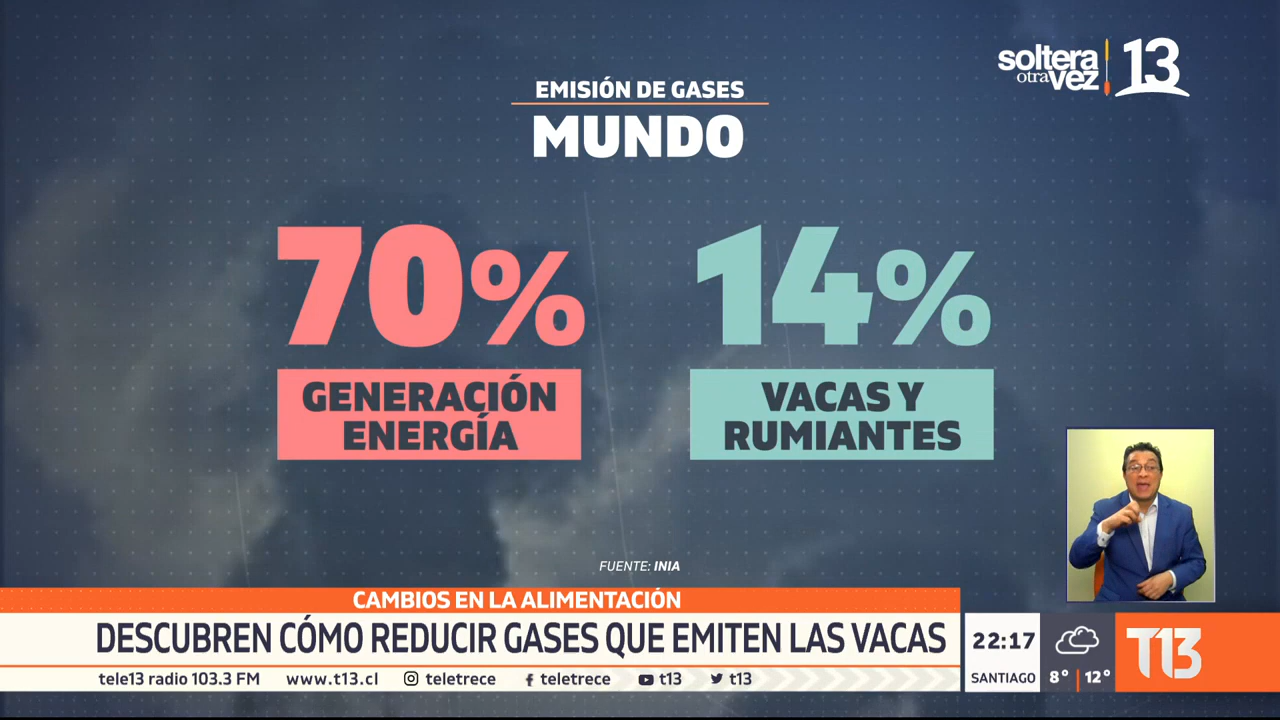 soltera
otra vez
13
EMISIÓN DE GASES
MUNDO
70%
GENERACIÓN
ENERGÍA
14%
VACAS Y
RUMIANTES
FUENTE: INIA
CAMBIOS EN LA ALIMENTACIÓN
DESCUBREN CÓMO REDUCIR GASES QUE EMITEN LAS VACAS
tele13 radio 103.3 FM www.t13.cl teletrece teletrece t13 t13
22:17
SANTIAGO
8° 12°
T13